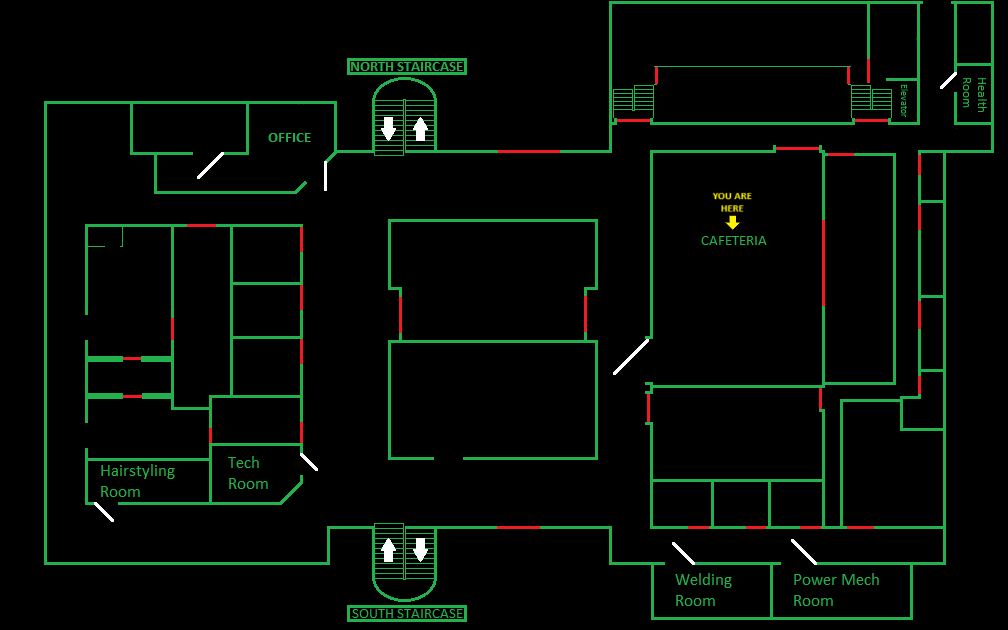 NORTH STAIRCASE
Elevator
Health
Room
OFFICE
YOU ARE
HERE
CAFETERIA
Hairstyling
Room
Tech
Room
Welding
Room
Power Mech
Room
SOUTH STAIRCASE